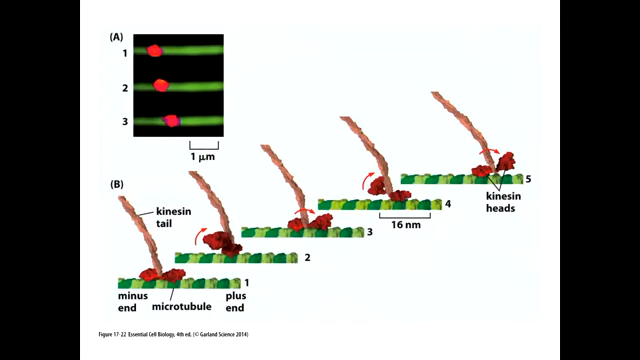 (A)
1
2
3
1 μm
(B)
kinesin
tail
minus
end
microtubule
plus
end
1
2
3
4
16 nm
5
kinesin
heads
Figure 17-22 Essential Cell Biology, 4th ed. (© Garland Science 2014)